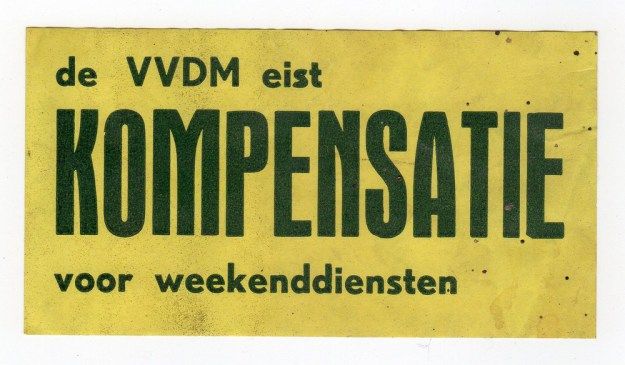 de VVDM eist
KOMPENSATIE
voor weekenddiensten